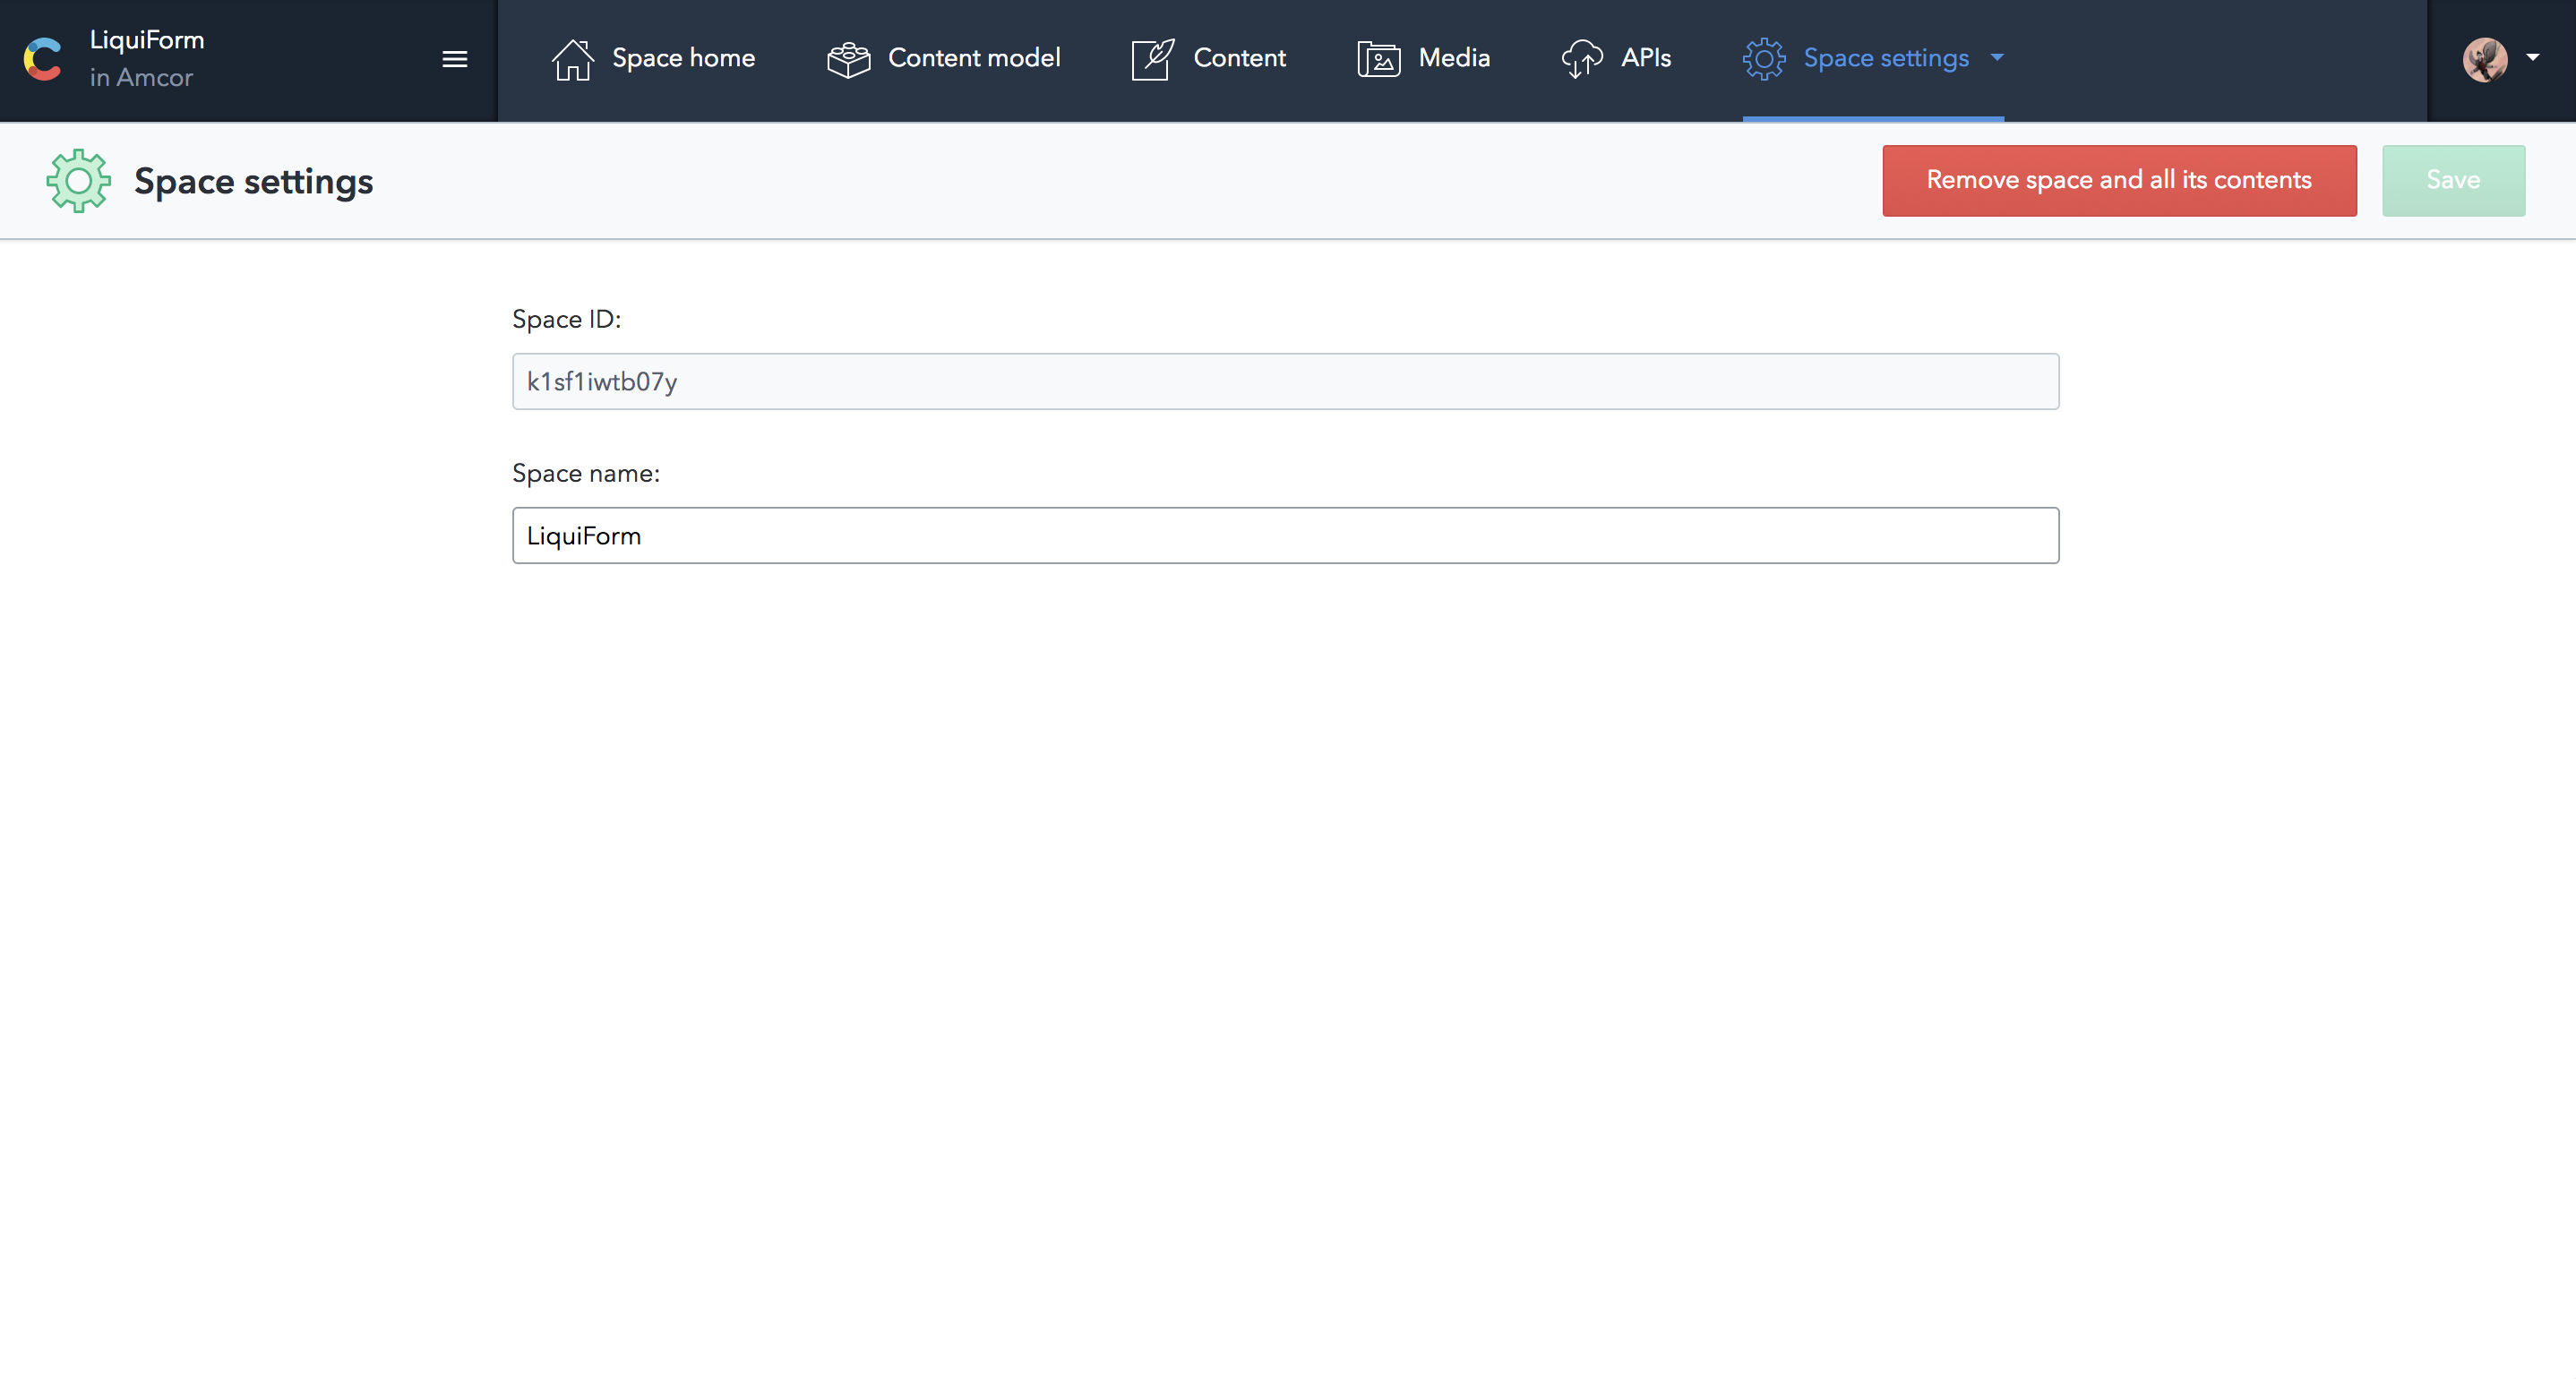 LiquiForm
in Amcor
Space home
Content model
Content
Media
APIs
Space settings
Space settings
Remove space and all its contents
Save
Space ID:
k1sf1iwtb07y
Space name:
LiquiForm